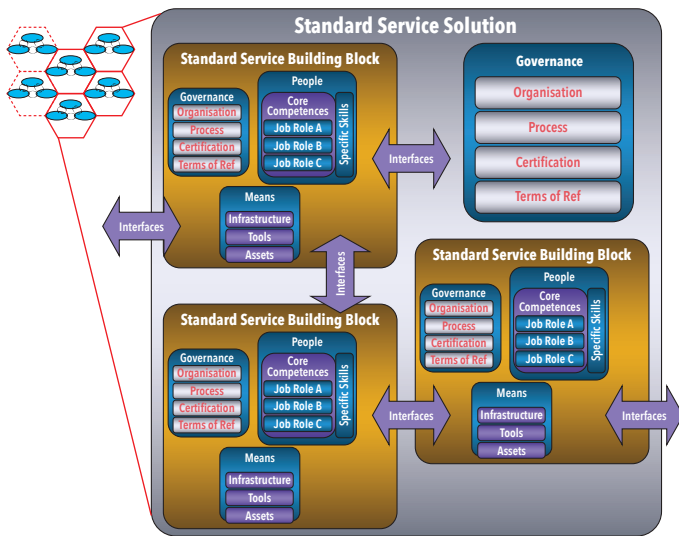 Standard Service Solution
Standard Service Building Block
People
Governance
Organisation
Process
Certification
Terms of Ref
Core
Competences
Job Role A
Job Role B
Job Role C
Specific Skills
Means
Infrastructure
Tools
Assets
Interfaces
Governance
Organisation
Process
Certification
Terms of Ref
Interfaces
Interfaces
Standard Service Building Block
People
Governance
Organisation
Process
Certification
Terms of Ref
Core
Competences
Job Role A
Job Role B
Job Role C
Specific Skills
Means
Infrastructure
Tools
Assets
Interfaces
Standard Service Building Block
People
Governance
Organisation
Process
Certification
Terms of Ref
Core
Competences
Job Role A
Job Role B
Job Role C
Specific Skills
Means
Infrastructure
Tools
Assets
Interfaces